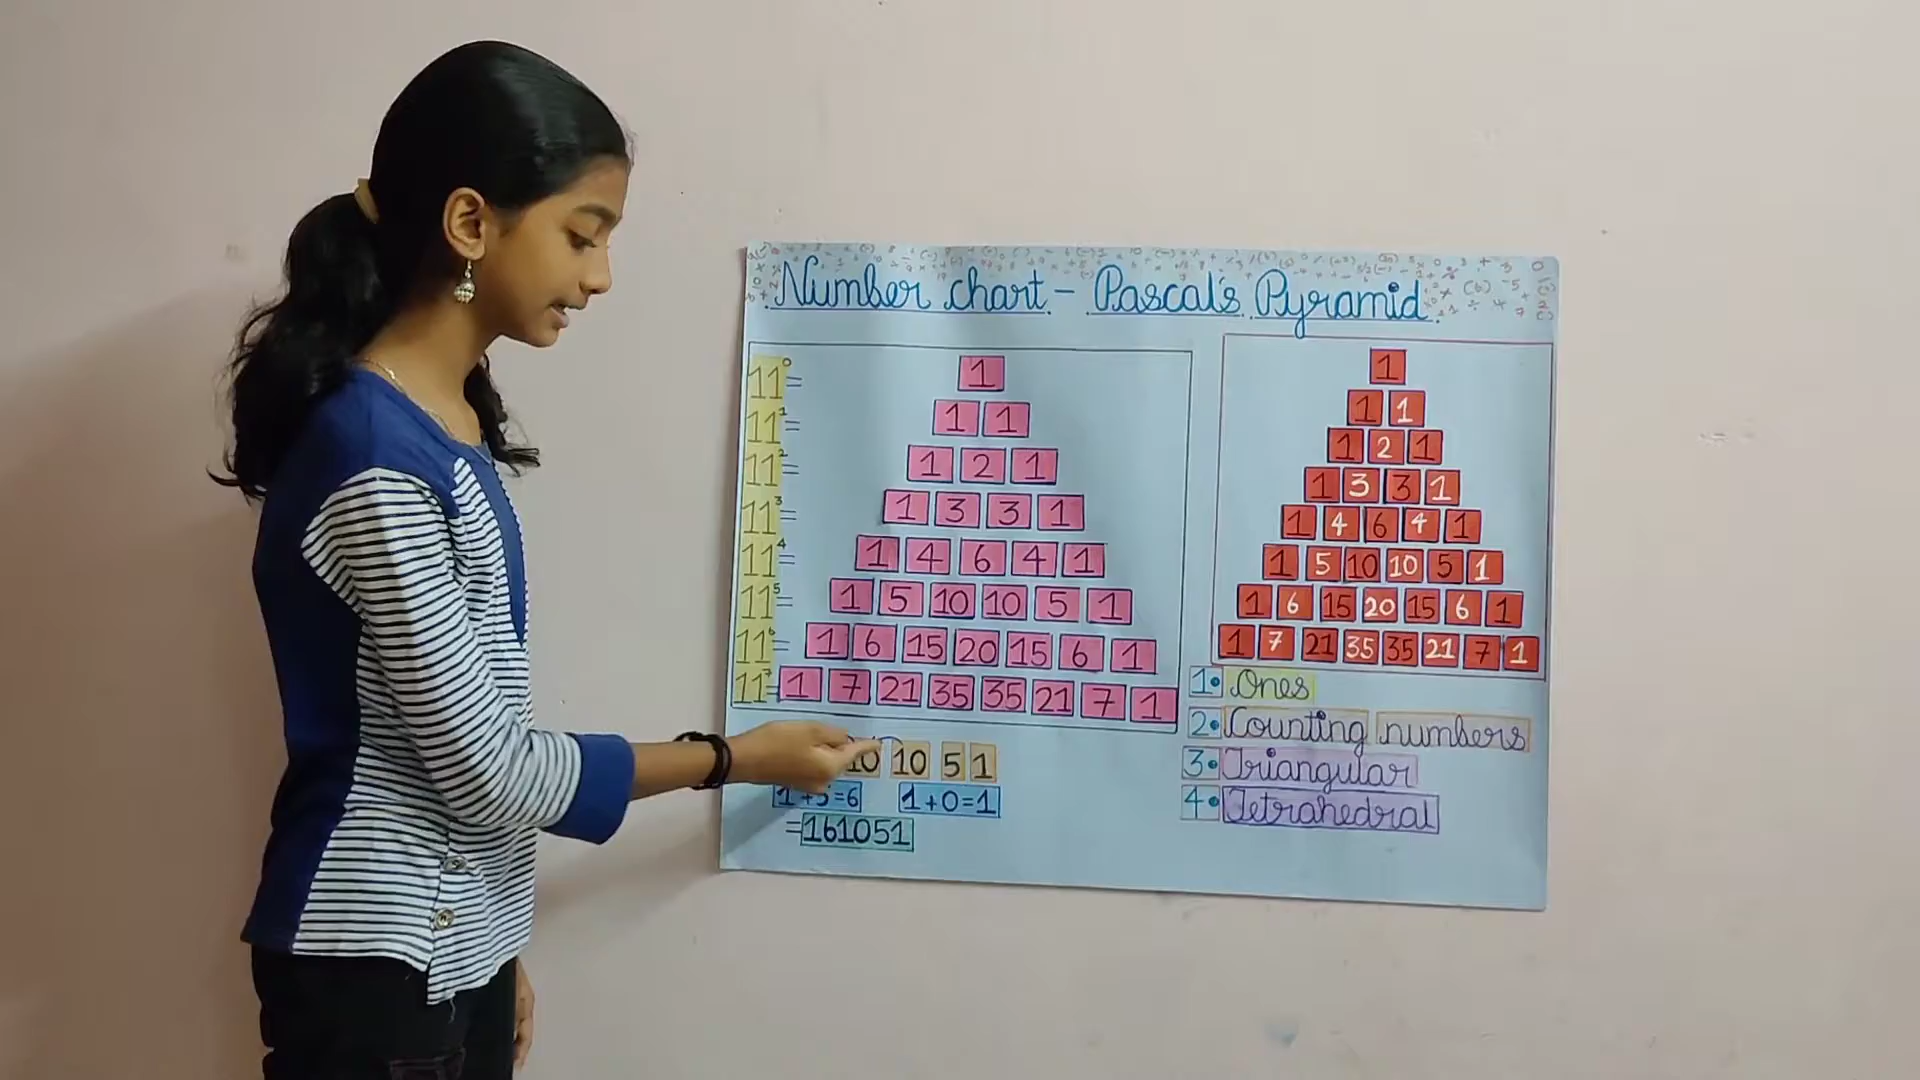 Number chart - Pascal's Pyramid
11⁰= 1
11¹= 1 1
11²= 1 2 1
11³= 1 3 3 1
11⁴= 1 4 6 4 1
11⁵= 1 5 10 10 5 1
11⁶= 1 6 15 20 15 6 1
11⁷= 1 7 21 35 35 21 7 1
10 10 5 1
1+5=6 1+0=1
=161051
1
1 1
1 2 1
1 3 3 1
1 4 6 4 1
1 5 10 10 5 1
1 6 15 20 15 6 1
1 7 21 35 35 21 7 1
1• Ones
2• Counting numbers
3• Triangular
4• Tetrahedral